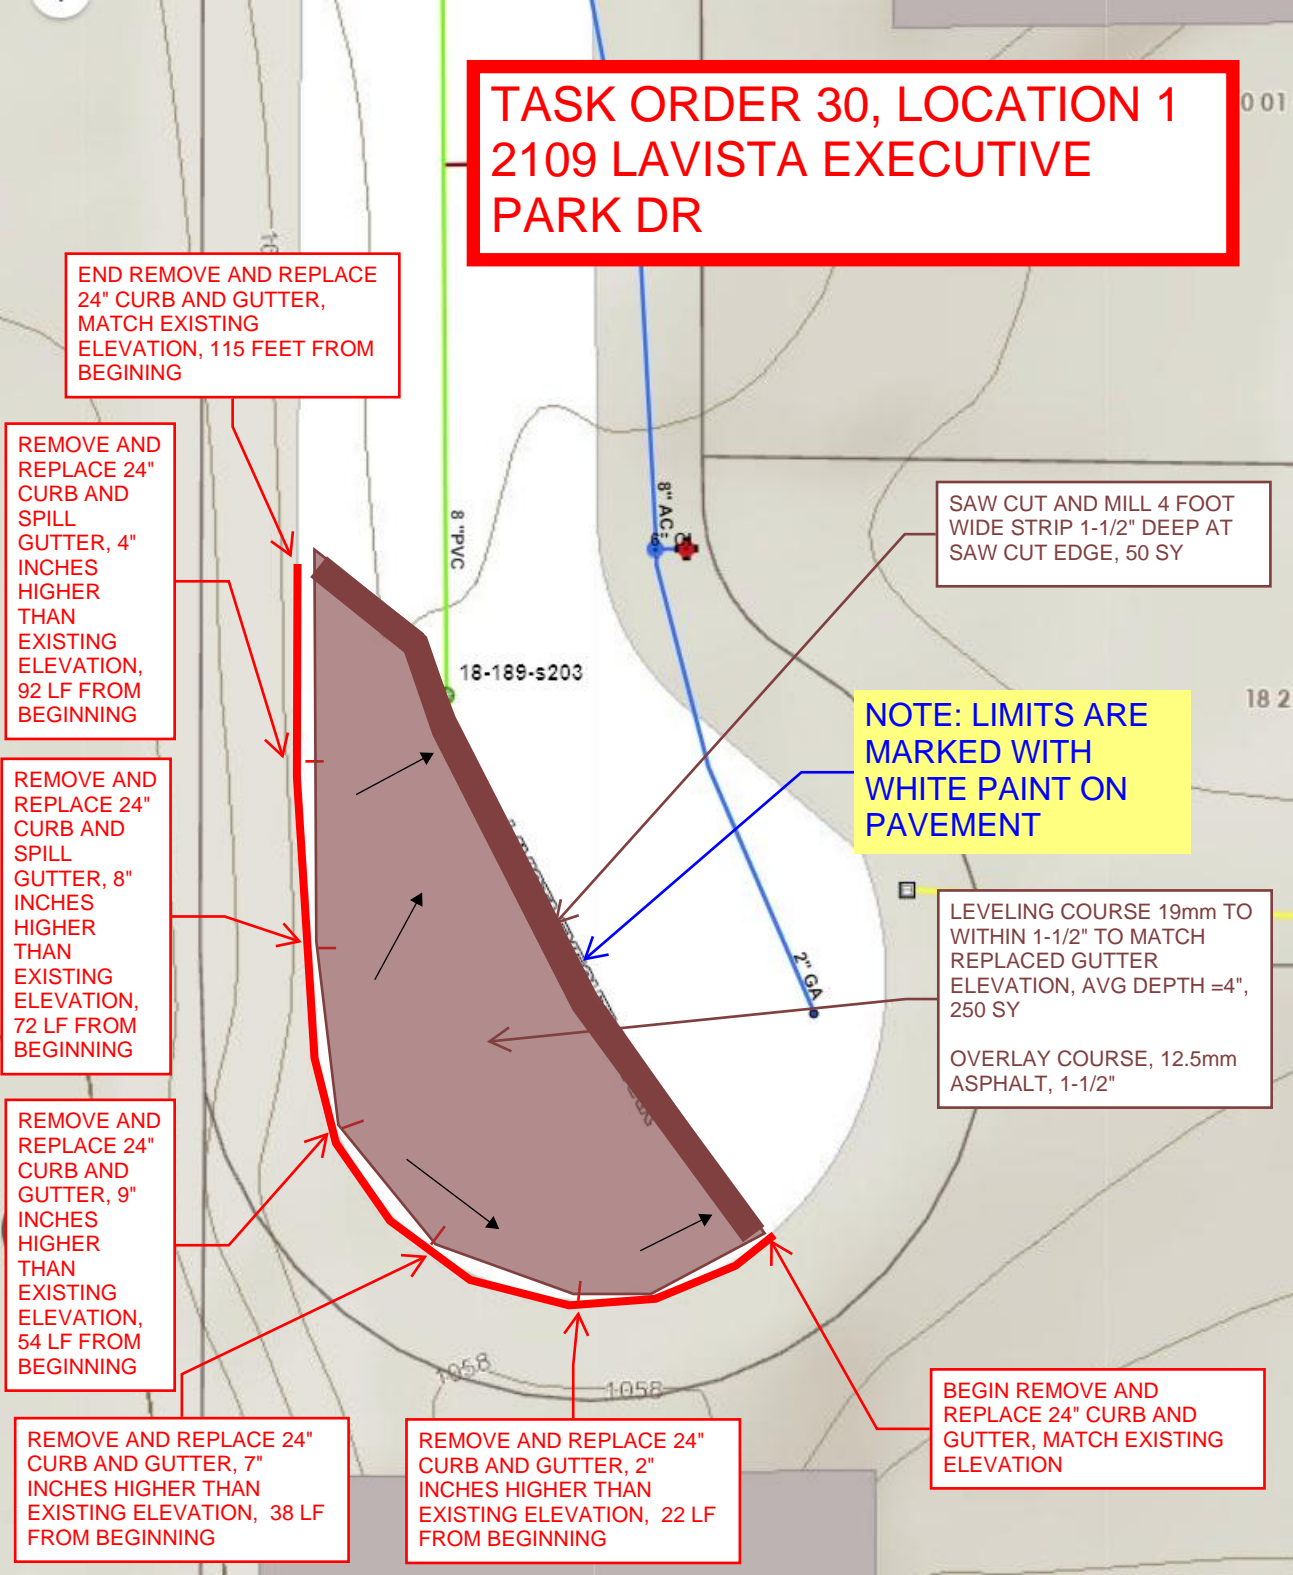 TASK ORDER 30, LOCATION 1
2109 LAVISTA EXECUTIVE
PARK DR
0 01
END REMOVE AND REPLACE
24" CURB AND GUTTER,
MATCH EXISTING
ELEVATION, 115 FEET FROM
BEGINING
REMOVE AND
REPLACE 24"
CURB AND
SPILL
GUTTER, 4"
INCHES
HIGHER
THAN
EXISTING
ELEVATION,
92 LF FROM
BEGINNING
8 "PVC
8" AC
SAW CUT AND MILL 4 FOOT
WIDE STRIP 1-1/2" DEEP AT
SAW CUT EDGE, 50 SY
18-189-s203
18 2
NOTE: LIMITS ARE
MARKED WITH
WHITE PAINT ON
PAVEMENT
REMOVE AND
REPLACE 24"
CURB AND
SPILL
GUTTER, 8"
INCHES
HIGHER
THAN
EXISTING
ELEVATION,
72 LF FROM
BEGINNING
2" GA
LEVELING COURSE 19mm TO
WITHIN 1-1/2" TO MATCH
REPLACED GUTTER
ELEVATION, AVG DEPTH =4",
250 SY
OVERLAY COURSE, 12.5mm
ASPHALT, 1-1/2"
REMOVE AND
REPLACE 24"
CURB AND
GUTTER, 9"
INCHES
HIGHER
THAN
EXISTING
ELEVATION,
54 LF FROM
BEGINNING
1058
1058
REMOVE AND REPLACE 24"
CURB AND GUTTER, 7"
INCHES HIGHER THAN
EXISTING ELEVATION, 38 LF
FROM BEGINNING
REMOVE AND REPLACE 24"
CURB AND GUTTER, 2"
INCHES HIGHER THAN
EXISTING ELEVATION, 22 LF
FROM BEGINNING
BEGIN REMOVE AND
REPLACE 24" CURB AND
GUTTER, MATCH EXISTING
ELEVATION